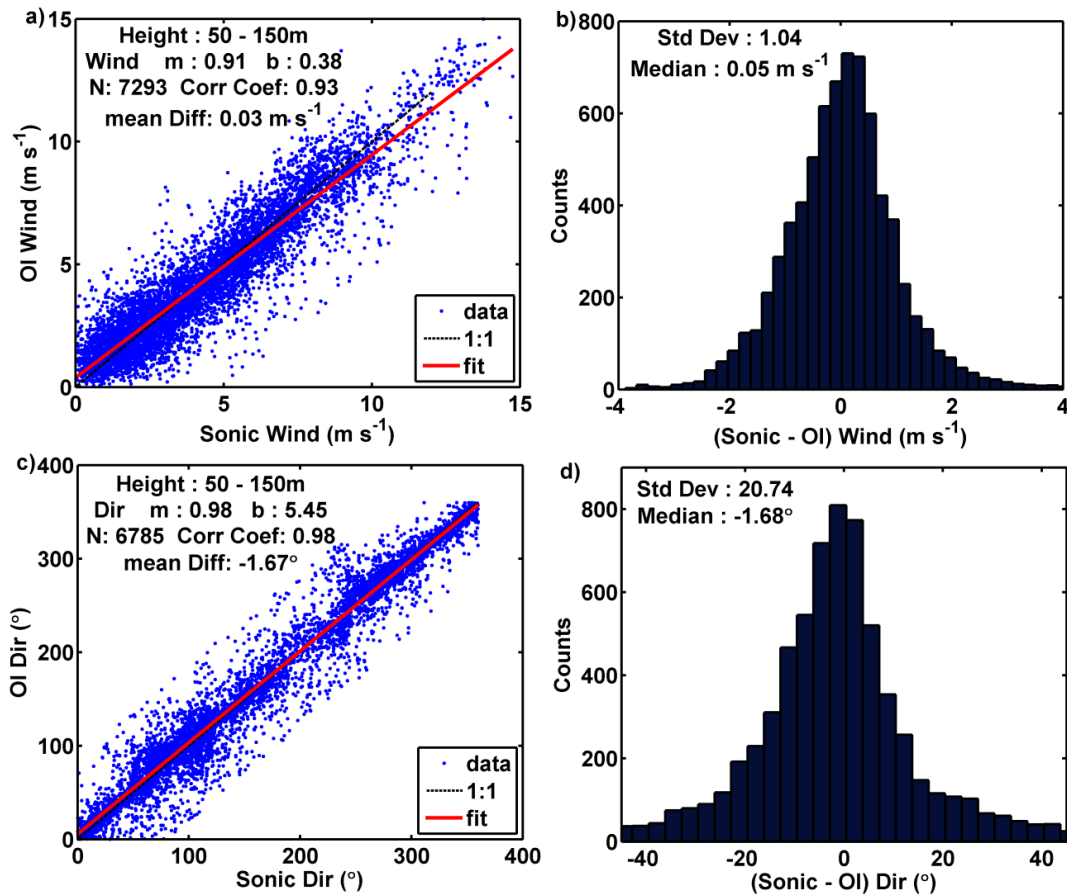 a)
15
10
5
0
OI Wind (m s⁻¹)
Height : 50 - 150m
Wind m : 0.91 b : 0.38
N: 7293 Corr Coef: 0.93
mean Diff: 0.03 m s⁻¹
data
1:1
fit
0 5 10 15
Sonic Wind (m s⁻¹)
b)
800
600
400
200
0
Counts
Std Dev : 1.04
Median : 0.05 m s⁻¹
-4 -2 0 2 4
(Sonic - OI) Wind (m s⁻¹)
c)
400
300
200
100
0
OI Dir (°)
Height : 50 - 150m
Dir m : 0.98 b : 5.45
N: 6785 Corr Coef: 0.98
mean Diff: -1.67°
data
1:1
fit
0 100 200 300 400
Sonic Dir (°)
d)
800
600
400
200
0
Counts
Std Dev : 20.74
Median : -1.68°
-40 -20 0 20 40
(Sonic - OI) Dir (°)